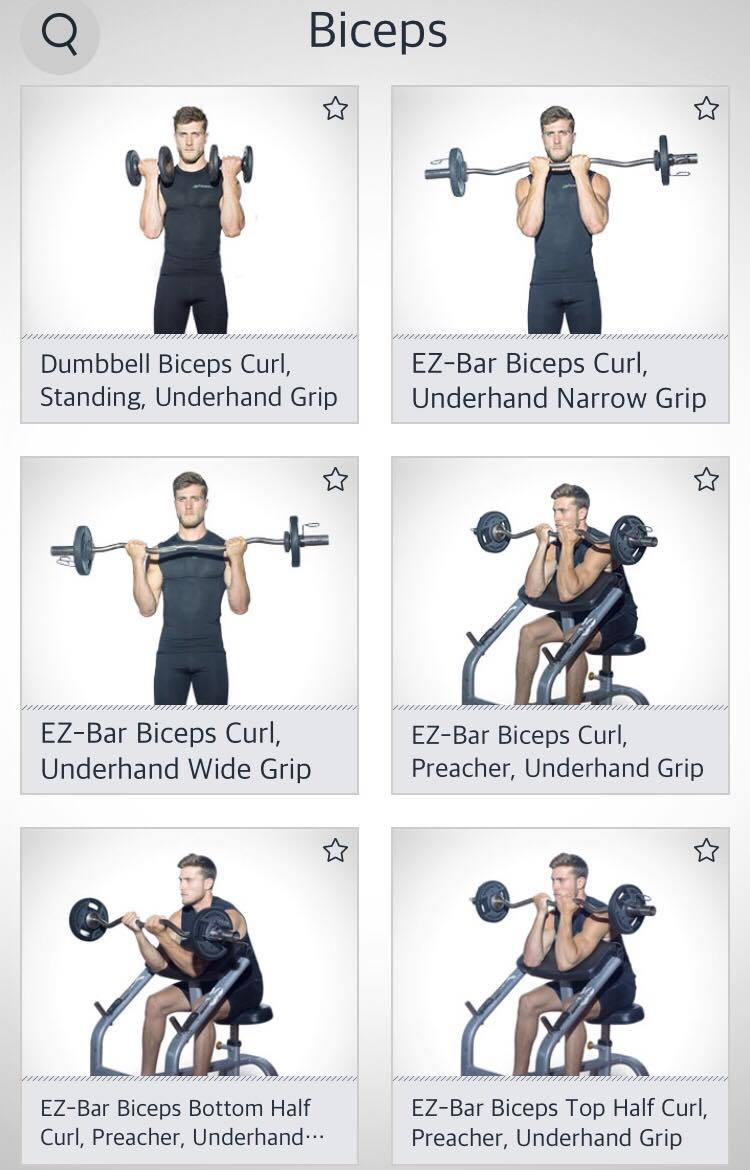 Biceps
Dumbbell Biceps Curl,
Standing, Underhand Grip
EZ-Bar Biceps Curl,
Underhand Narrow Grip
EZ-Bar Biceps Curl,
Underhand Wide Grip
EZ-Bar Biceps Curl,
Preacher, Underhand Grip
EZ-Bar Biceps Bottom Half
Curl, Preacher, Underhand···
EZ-Bar Biceps Top Half Curl,
Preacher, Underhand Grip